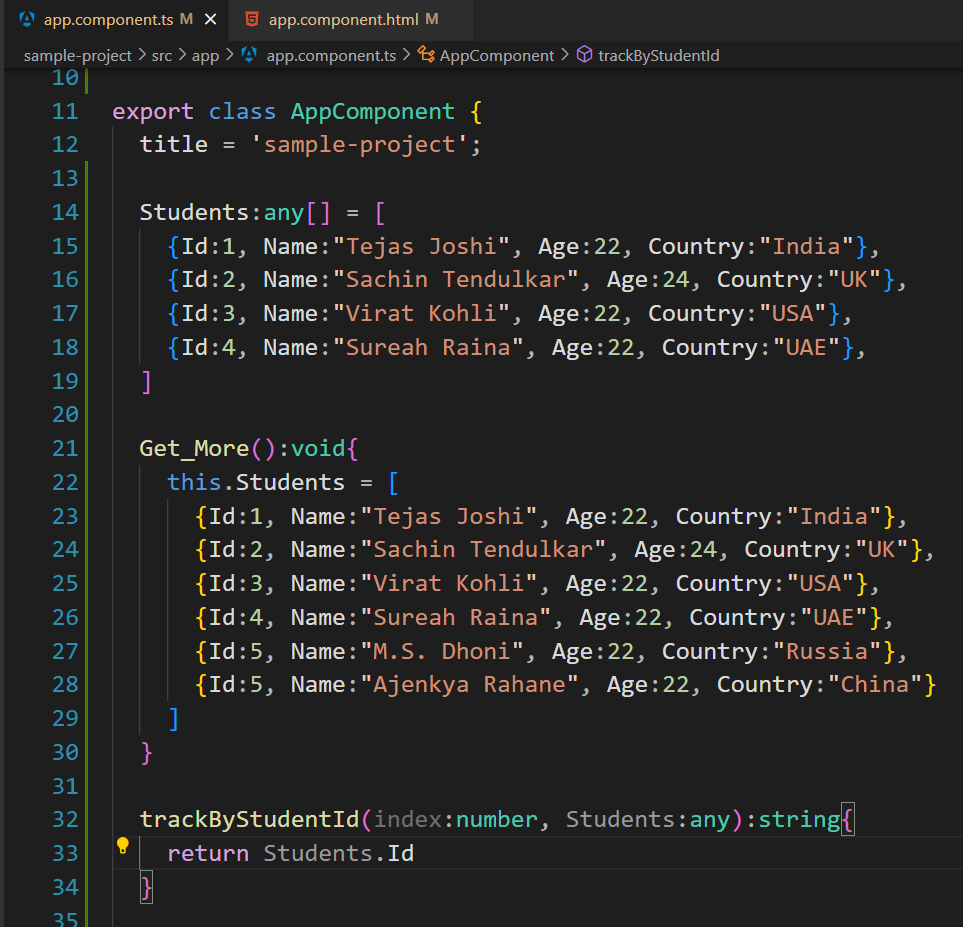 app.component.ts M × app.component.html M
sample-project > src > app > app.component.ts > AppComponent > trackByStudentId
10
11 export class AppComponent {
12 title = 'sample-project';
13
14 Students:any[] = [
15 {Id:1, Name:"Tejas Joshi", Age:22, Country:"India"},
16 {Id:2, Name:"Sachin Tendulkar", Age:24, Country:"UK"},
17 {Id:3, Name:"Virat Kohli", Age:22, Country:"USA"},
18 {Id:4, Name:"Sureah Raina", Age:22, Country:"UAE"},
19 ]
20
21 Get_More():void{
22 this.Students = [
23 {Id:1, Name:"Tejas Joshi", Age:22, Country:"India"},
24 {Id:2, Name:"Sachin Tendulkar", Age:24, Country:"UK"},
25 {Id:3, Name:"Virat Kohli", Age:22, Country:"USA"},
26 {Id:4, Name:"Sureah Raina", Age:22, Country:"UAE"},
27 {Id:5, Name:"M.S. Dhoni", Age:22, Country:"Russia"},
28 {Id:5, Name:"Ajenkya Rahane", Age:22, Country:"China"}
29 ]
30 }
31
32 trackByStudentId(index:number, Students:any):string{
33 return Students.Id
34 }
35